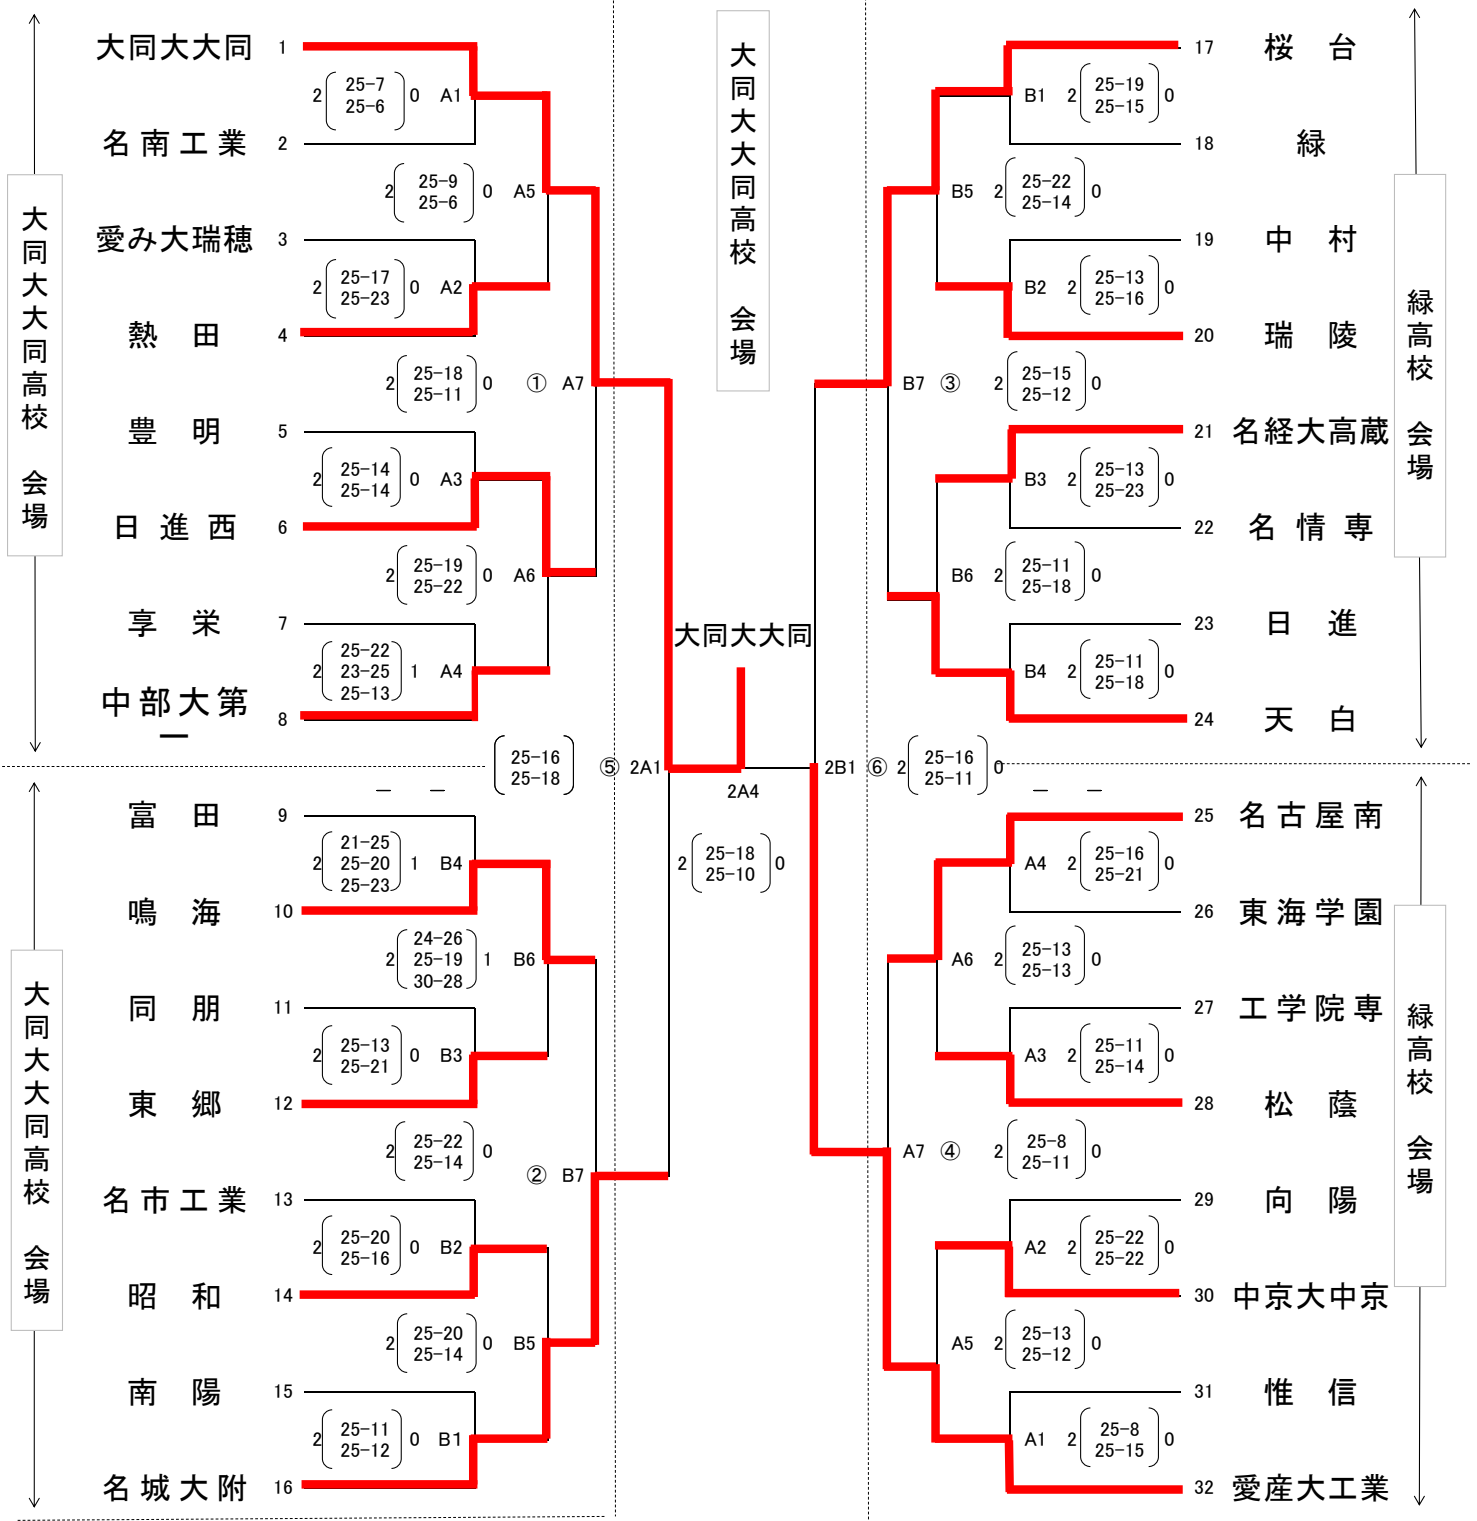 大同大大同 1
2 25-7 0 A1
25-6
名南工業 2
2 25-9 0 A5
25-6
愛み大瑞穂 3
2 25-17 0 A2
25-23
熱田 4
2 25-18 0 ① A7
25-11
豊明 5
2 25-14 0 A3
25-14
日進西 6
2 25-19 0 A6
25-22
享栄 7
25-22
2 23-25 1 A4
25-13
中部大第一 8
大同大大同高校 会場
25-16 ⑤ 2A1
25-18
— —
富田 9
21-25
2 25-20 1 B4
25-23
鳴海 10
24-26
2 25-19 1 B6
30-28
同朋 11
2 25-13 0 B3
25-21
東郷 12
2 25-22 0 ② B7
25-14
名市工業 13
2 25-20 0 B2
25-16
昭和 14
2 25-20 0 B5
25-14
南陽 15
2 25-11 0 B1
25-12
名城大附 16
大同大大同高校 会場
大同大大同高校 会場
大同大大同
2A4
2 25-18 0
25-10
17 桜台
B1 2 25-19 0
25-15
18 緑
B5 2 25-22 0
25-14
19 中村
B2 2 25-13 0
25-16
20 瑞陵
B7 ③ 2 25-15 0
25-12
21 名経大高蔵
B3 2 25-13 0
25-23
22 名情専
B6 2 25-11 0
25-18
23 日進
B4 2 25-11 0
25-18
24 天白
緑高校 会場
2B1 ⑥ 2 25-16 0
25-11
— —
25 名古屋南
A4 2 25-16 0
25-21
26 東海学園
A6 2 25-13 0
25-13
27 工学院専
A3 2 25-11 0
25-14
28 松蔭
A7 ④ 2 25-8 0
25-11
29 向陽
A2 2 25-22 0
25-22
30 中京大中京
A5 2 25-13 0
25-12
31 惟信
A1 2 25-8 0
25-15
32 愛産大工業
緑高校 会場